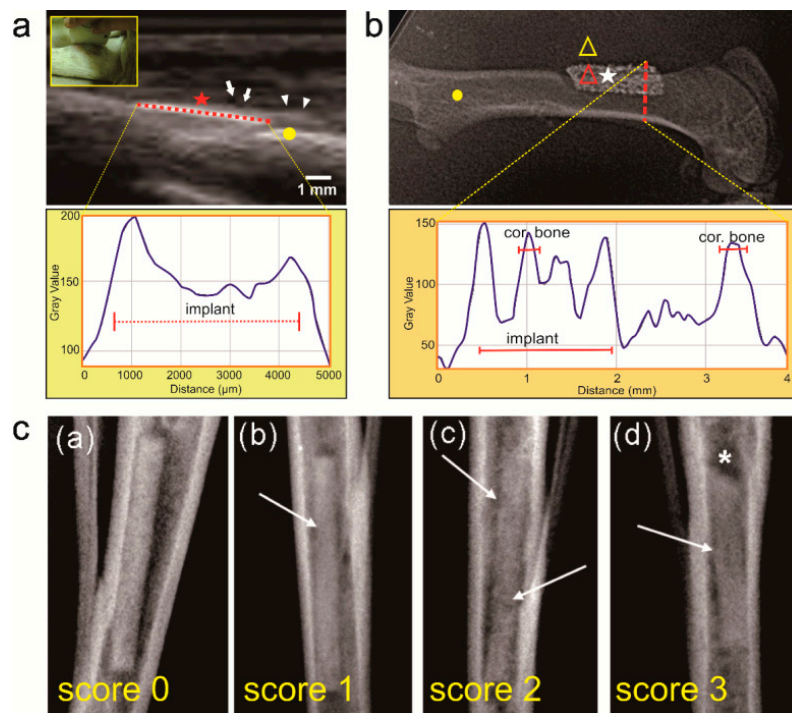 a
1 mm
b
200
150
100
Gray Value
implant
0
1000
2000
3000
4000
5000
Distance (µm)
150
100
50
Gray Value
cor. bone
cor. bone
implant
0
1
2
3
4
Distance (mm)
c
(a)
score 0
(b)
score 1
(c)
score 2
(d)
*
score 3